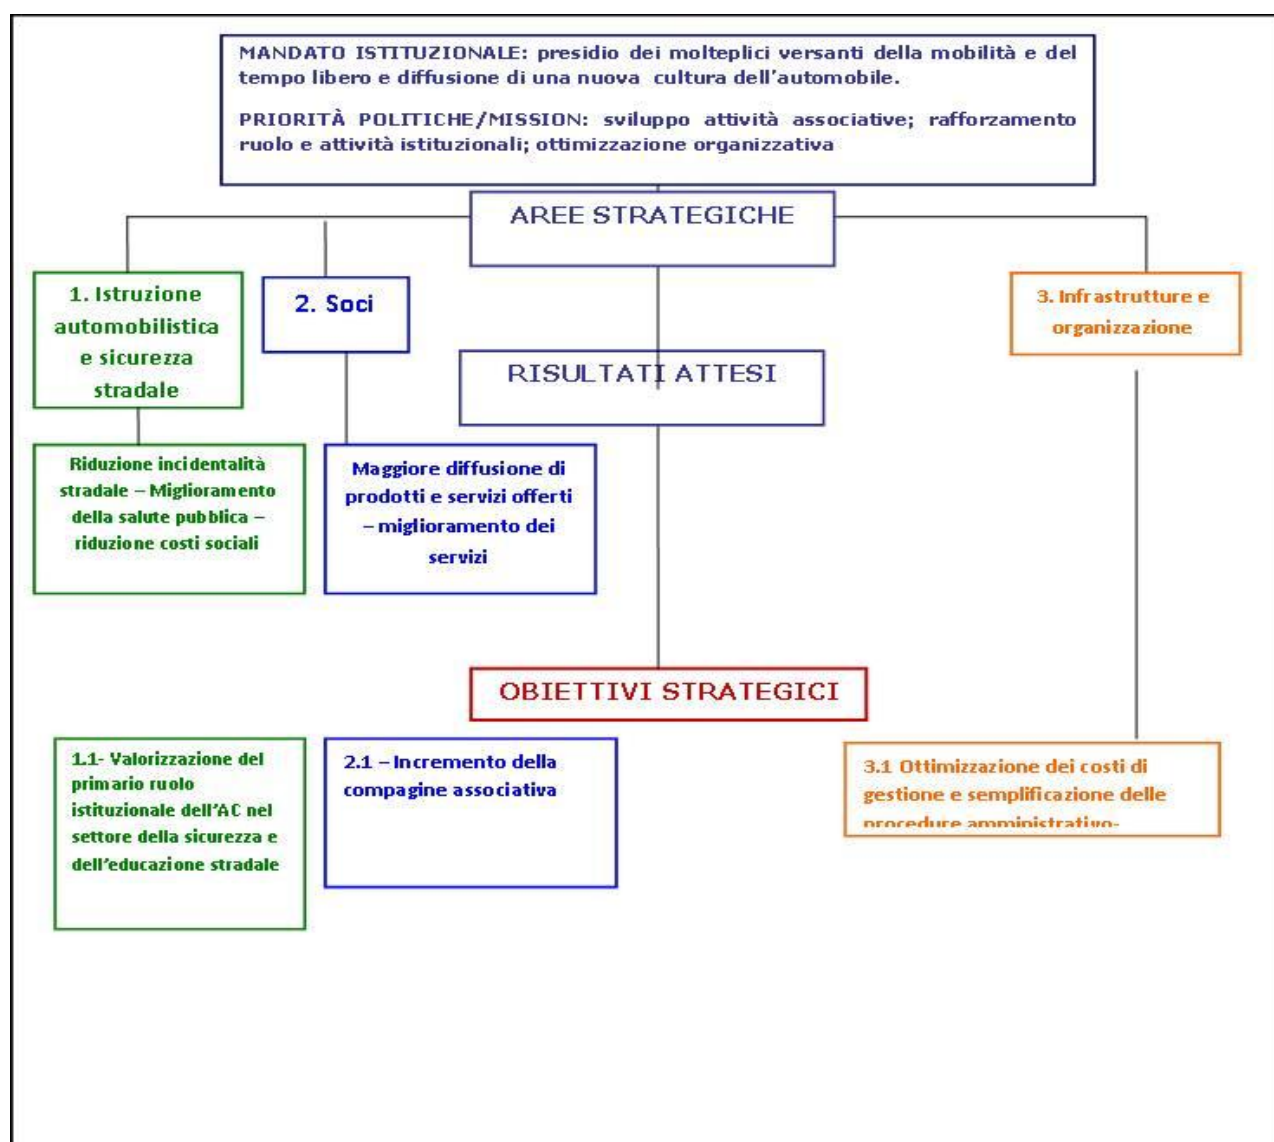 MANDATO ISTITUZIONALE: presidio dei molteplici versanti della mobilità e del
tempo libero e diffusione di una nuova cultura dell'automobile.
PRIORITÀ POLITICHE/MISSION: sviluppo attività associative; rafforzamento
ruolo e attività istituzionali; ottimizzazione organizzativa
AREE STRATEGICHE
1. Istruzione
automobilistica
e sicurezza
stradale
2. Soci
3. Infrastrutture e
organizzazione
RISULTATI ATTESI
Riduzione incidentalità
stradale – Miglioramento
della salute pubblica –
riduzione costi sociali
Maggiore diffusione di
prodotti e servizi offerti
– miglioramento dei
servizi
OBIETTIVI STRATEGICI
1.1- Valorizzazione del
primario ruolo
istituzionale dell'AC nel
settore della sicurezza e
dell'educazione stradale
2.1 – Incremento della
compagine associativa
3.1 Ottimizzazione dei costi di
gestione e semplificazione delle
procedure amministrativo-